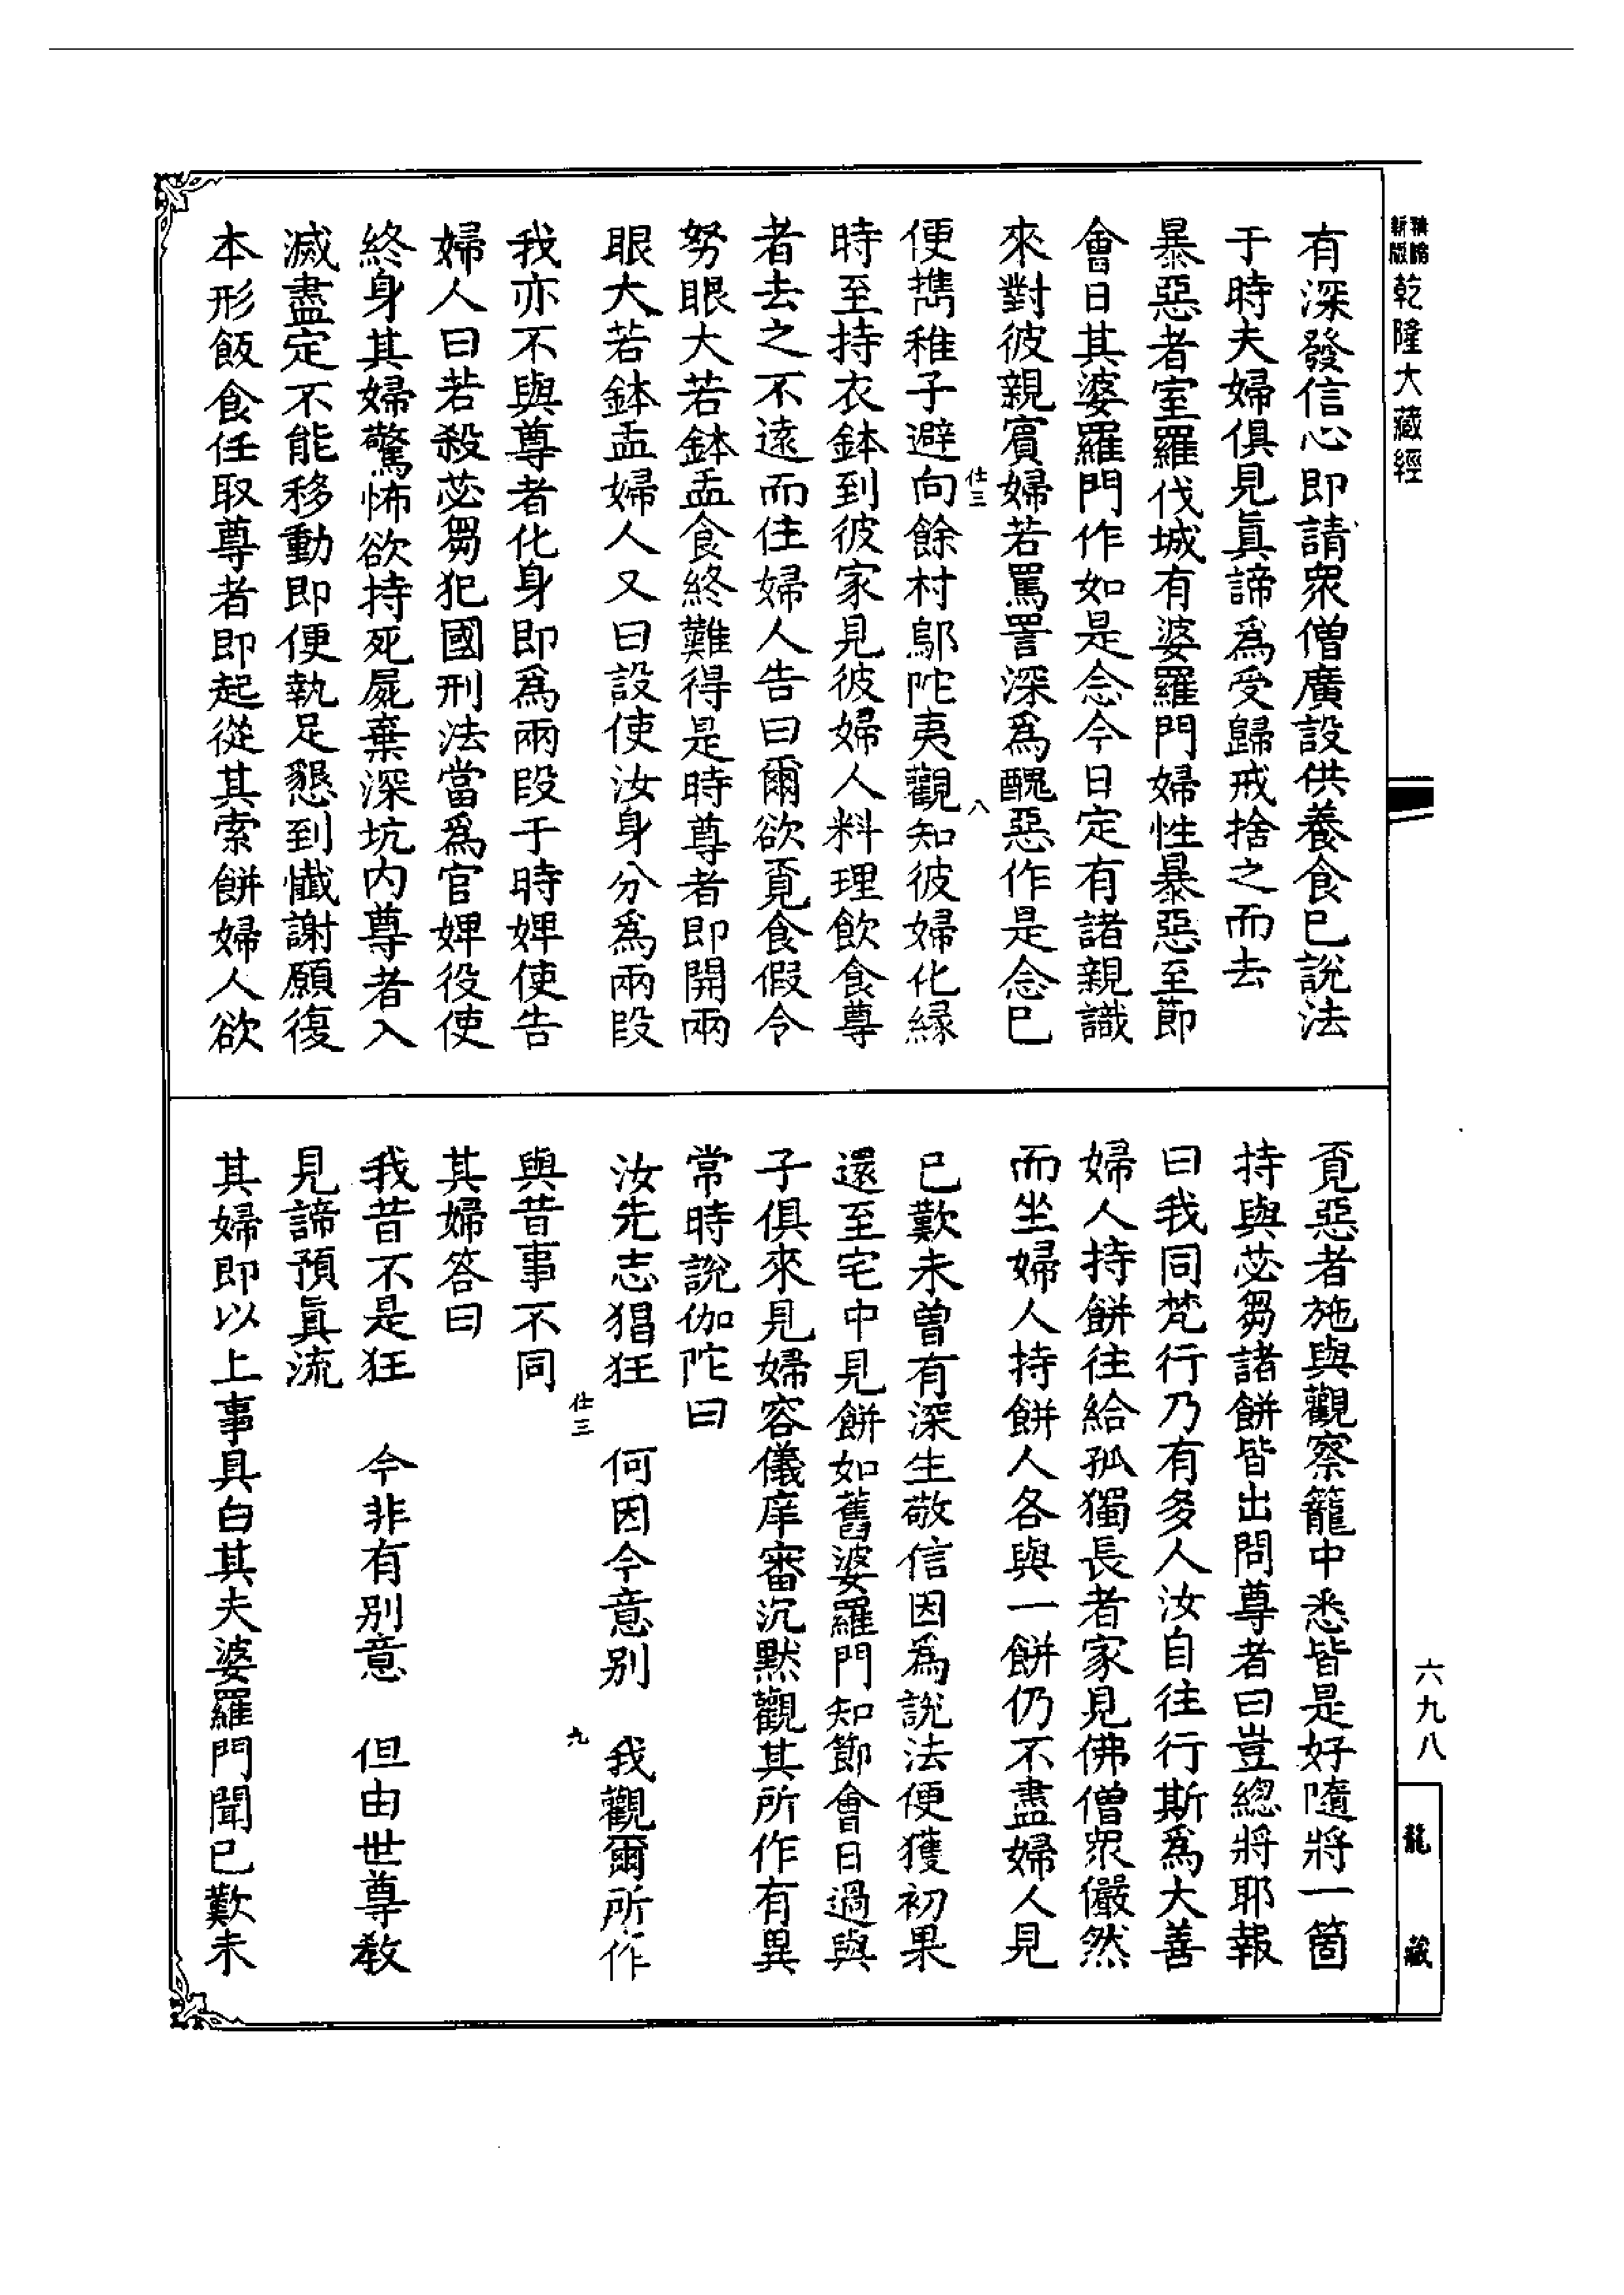 精縮新版
乾隆大藏經
有深發信心即請衆僧廣設供養食已說法
于時夫婦俱見眞諦爲受歸戒捨之而去
暴惡者室羅伐城有婆羅門婦性暴惡至節
會日其婆羅門作如是念今日定有諸親識
來對彼親賓婦若罵詈深爲醜惡作是念已
仕三
八
便攜稚子避向餘村鄔陀夷觀知彼婦化緣
時至持衣鉢到彼家見彼婦人料理飲食尊
者去之不遠而住婦人告曰爾欲覓食假令
努眼大若鉢盂食終難得是時尊者即開兩
眼大若鉢盂婦人又曰設使汝身分爲兩段
我亦不與尊者化身即爲兩段于時婢使告
婦人曰若殺苾芻犯國刑法當爲官婢役使
終身其婦驚怖欲持死屍棄深坑内尊者入
滅盡定不能移動即便執足懇到懺謝願復
本形飯食任取尊者即起從其索餅婦人欲
覓惡者施與觀察籠中悉皆是好隨將一箇
持與苾芻諸餅皆出問尊者曰豈總將耶報
曰我同梵行乃有多人汝自往行斯爲大善
婦人持餅往給孤獨長者家見佛僧衆儼然
而坐婦人持餅人各與一餅仍不盡婦人見
已歎未曾有深生敬信因爲說法便獲初果
還至宅中見餅如舊婆羅門知節會日過與
子俱來見婦容儀庠審沉默觀其所作有異
常時說伽陀曰
汝先志猖狂　何因今意别　我觀爾所作
仕三
九
與昔事不同
其婦答曰
我昔不是狂　今非有别意　但由世尊教
見諦預眞流
其婦即以上事具白其夫婆羅門聞已歎未
六九八
龍藏